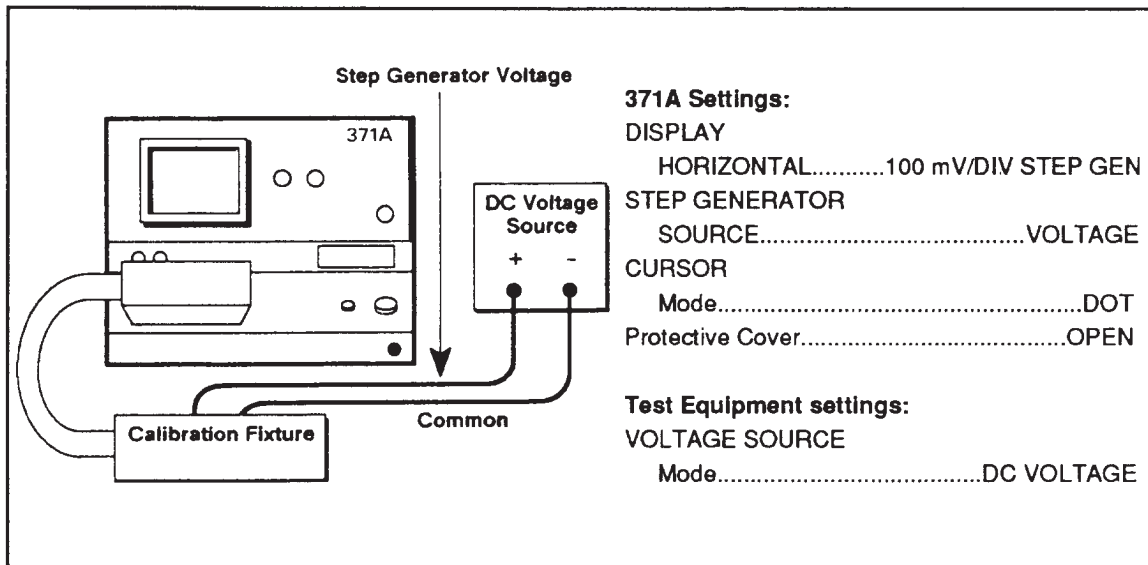 Step Generator Voltage
371A
DC Voltage
Source
+ -
Calibration Fixture
Common
371A Settings:
DISPLAY
HORIZONTAL...........100 mV/DIV STEP GEN
STEP GENERATOR
SOURCE.....................................VOLTAGE
CURSOR
Mode....................................................DOT
Protective Cover.....................................OPEN
Test Equipment settings:
VOLTAGE SOURCE
Mode.....................................DC VOLTAGE